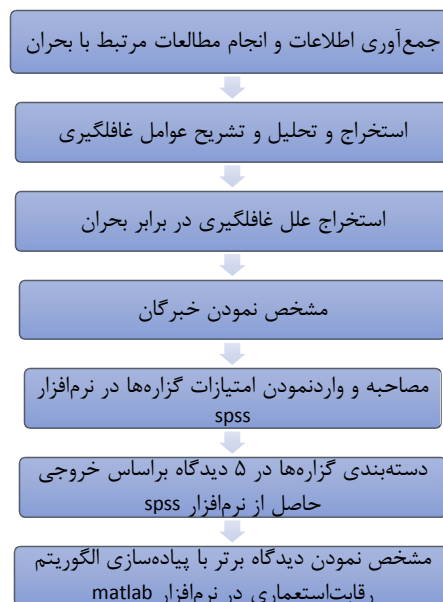 جمع‌آوری اطلاعات و انجام مطالعات مرتبط با بحران
استخراج و تحلیل و تشریح عوامل غافلگیری
استخراج علل غافلگیری در برابر بحران
مشخص نمودن خبرگان
مصاحبه و واردنمودن امتیازات گزاره‌ها در نرم‌افزار
spss
دسته‌بندی گزاره‌ها در ۵ دیدگاه براساس خروجی
حاصل از نرم‌افزار spss
مشخص نمودن دیدگاه برتر با پیاده‌سازی الگوریتم
رقابت‌استعماری در نرم‌افزار matlab